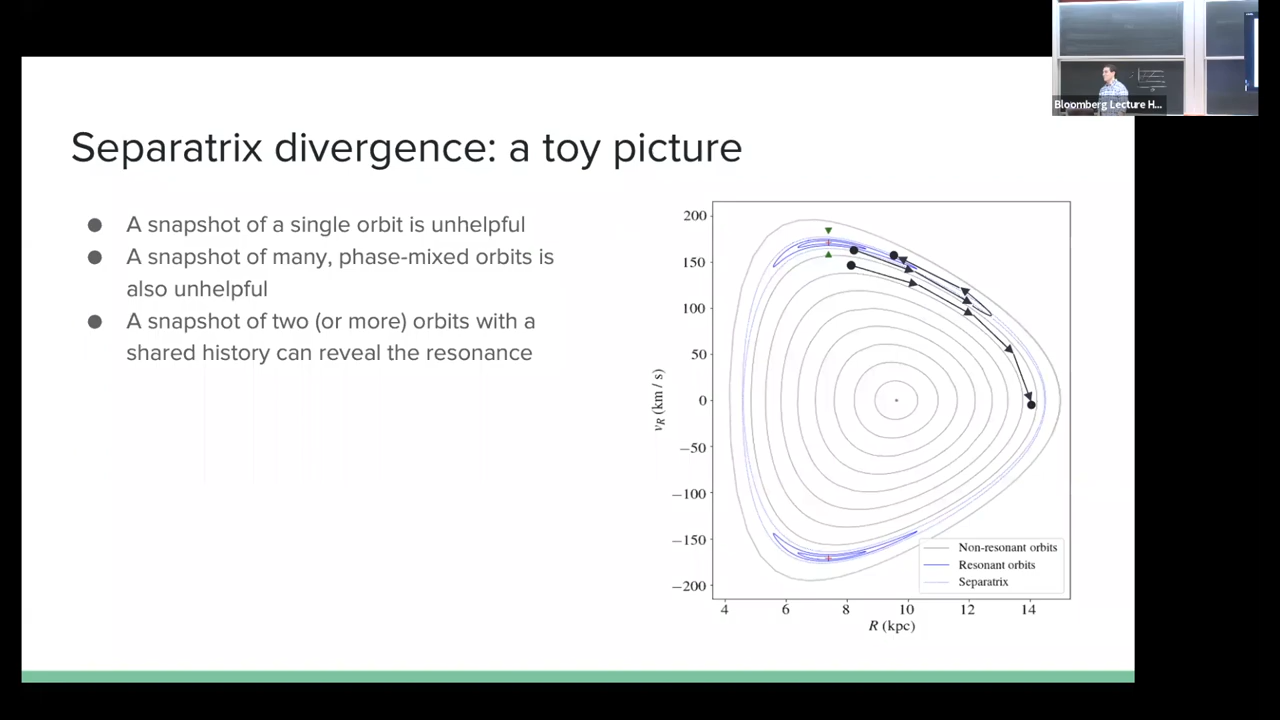 Bloomberg Lecture H...
Separatrix divergence: a toy picture
● A snapshot of a single orbit is unhelpful
● A snapshot of many, phase-mixed orbits is
also unhelpful
● A snapshot of two (or more) orbits with a
shared history can reveal the resonance
200
150
100
50
0
−50
−100
−150
−200
v_R (km / s)
Non-resonant orbits
Resonant orbits
Separatrix
4 6 8 10 12 14
R (kpc)